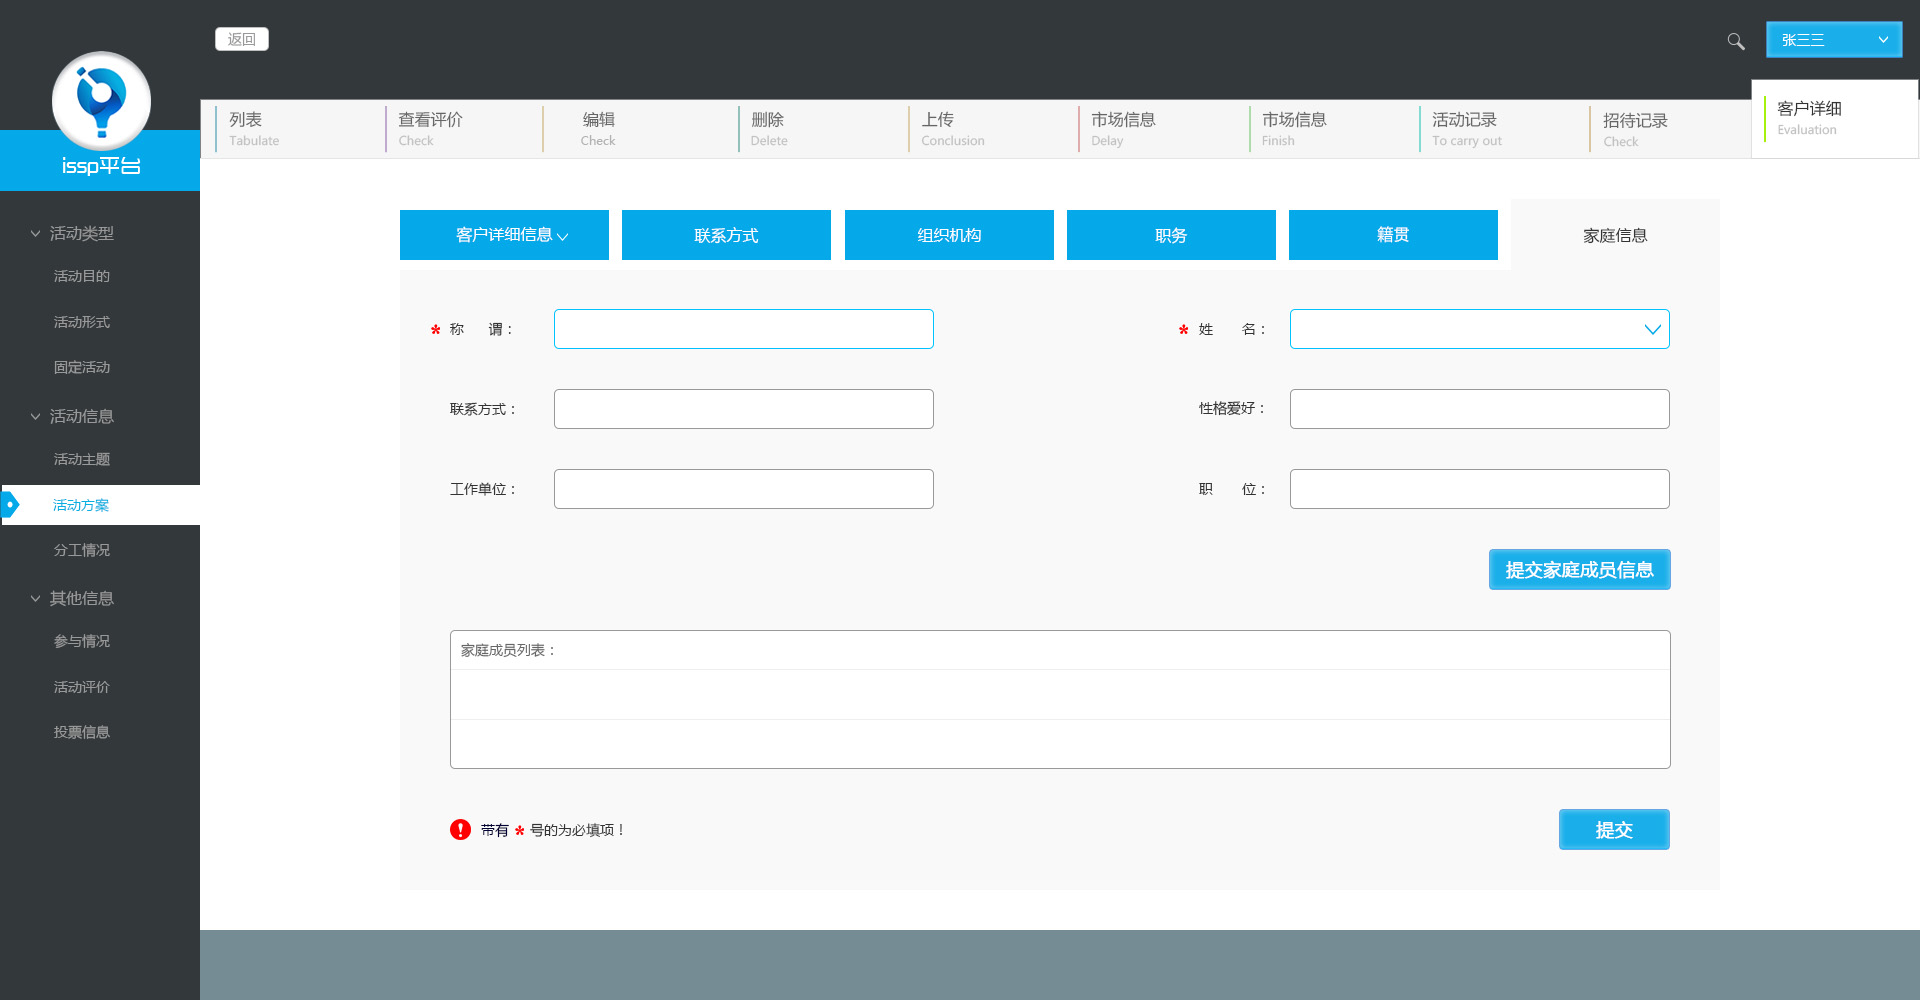 返回
张三三
issp平台
列表
Tabulate
查看评价
Check
编辑
Check
删除
Delete
上传
Conclusion
市场信息
Delay
市场信息
Finish
活动记录
To carry out
招待记录
Check
客户详细
Evaluation
活动类型
活动目的
活动形式
固定活动
活动信息
活动主题
活动方案
分工情况
其他信息
参与情况
活动评价
投票信息
客户详细信息
联系方式
组织机构
职务
籍贯
家庭信息
* 称 谓：
* 姓 名：
联系方式：
性格爱好：
工作单位：
职 位：
提交家庭成员信息
家庭成员列表：
带有 * 号的为必填项！
提交